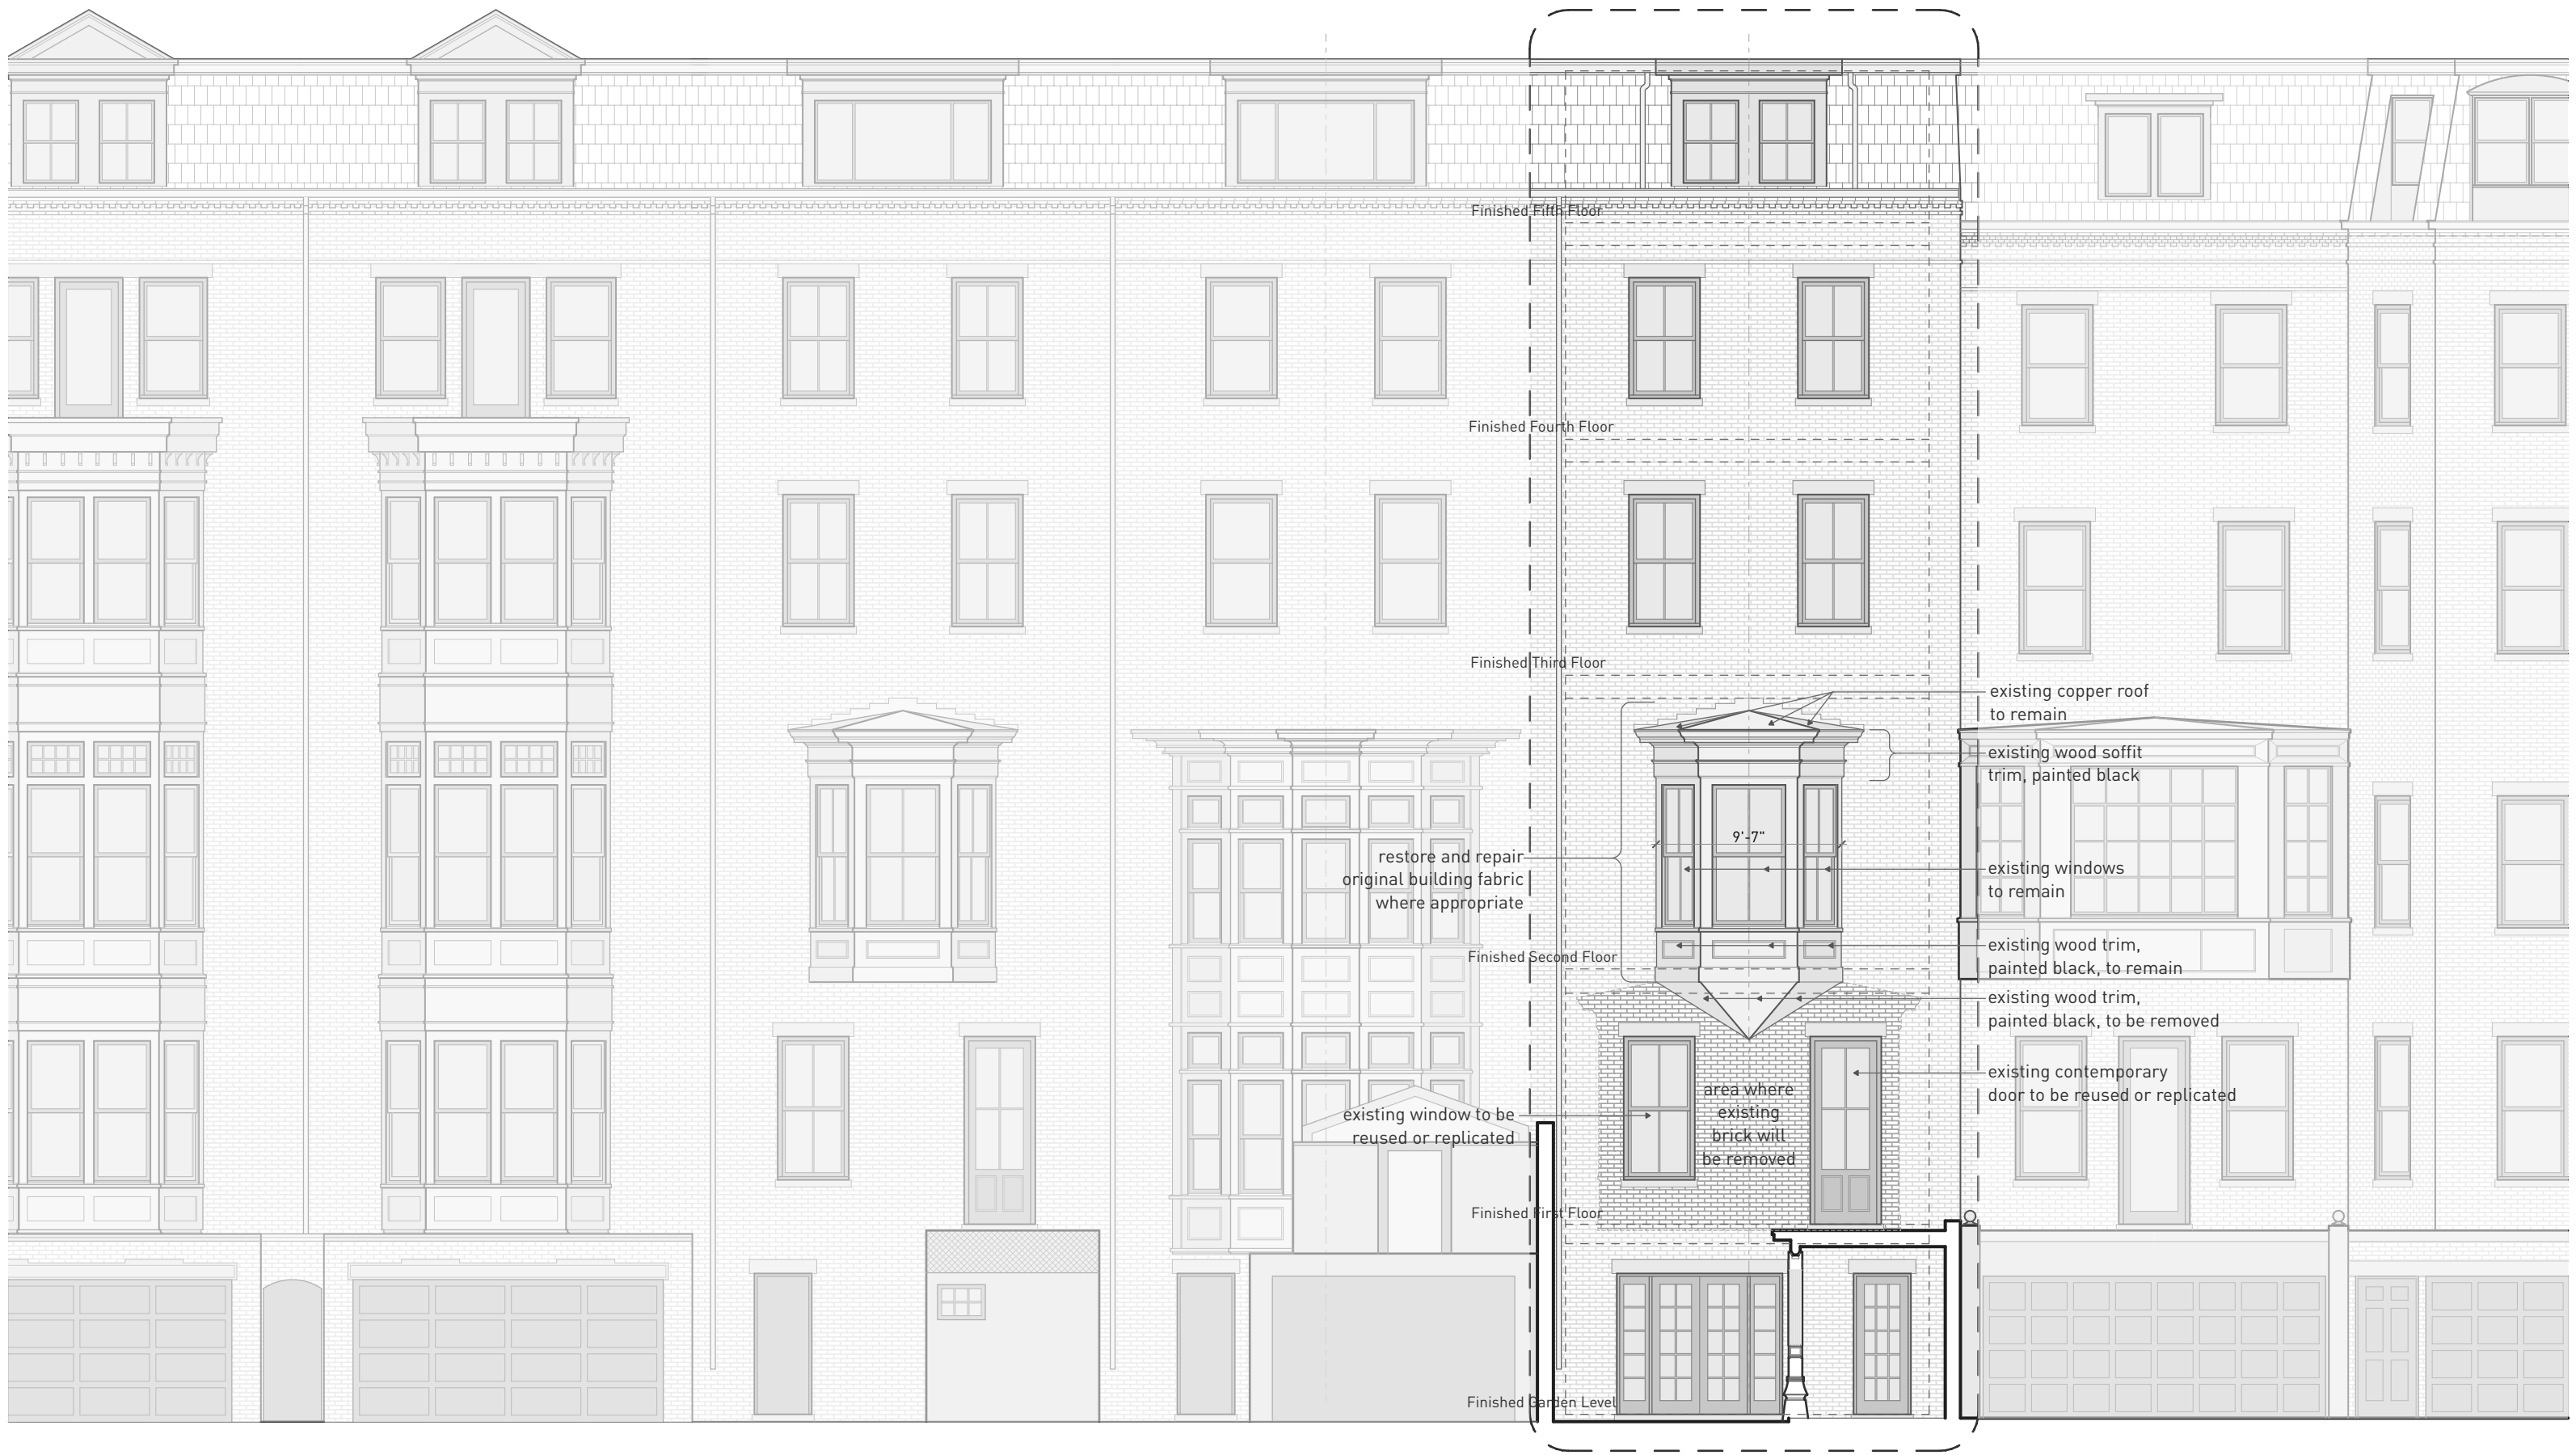 Finished Fifth Floor
Finished Fourth Floor
Finished Third Floor
existing copper roof
to remain
existing wood soffit
trim, painted black
9'-7"
restore and repair
original building fabric
where appropriate
existing windows
to remain
existing wood trim,
painted black, to remain
Finished Second Floor
existing wood trim,
painted black, to be removed
existing contemporary
door to be reused or replicated
area where
existing
brick will
be removed
existing window to be
reused or replicated
Finished First Floor
Finished Garden Level